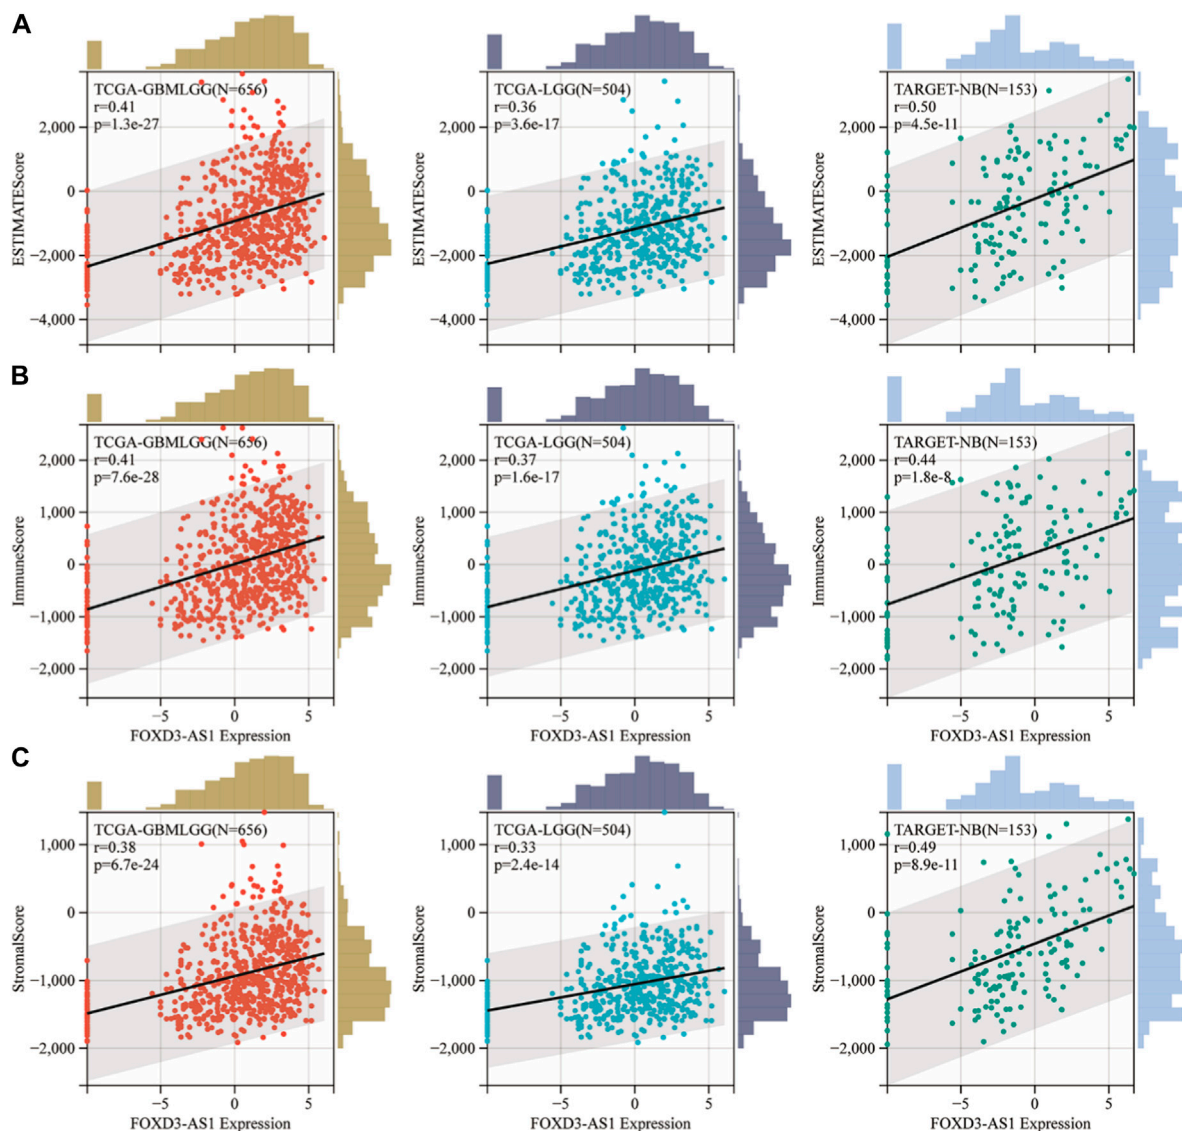 A
TCGA-GBMLGG(N=656)
r=0.41
p=1.3e-27
ESTIMATEScore
2,000
0
−2,000
−4,000
TCGA-LGG(N=504)
r=0.36
p=3.6e-17
ESTIMATEScore
2,000
0
−2,000
−4,000
TARGET-NB(N=153)
r=0.50
p=4.5e-11
ESTIMATEScore
2,000
0
−2,000
−4,000
B
TCGA-GBMLGG(N=656)
r=0.41
p=7.6e-28
ImmuneScore
2,000
1,000
0
−1,000
−2,000
−5 0 5
FOXD3-AS1 Expression
TCGA-LGG(N=504)
r=0.37
p=1.6e-17
ImmuneScore
2,000
1,000
0
−1,000
−2,000
−5 0 5
FOXD3-AS1 Expression
TARGET-NB(N=153)
r=0.44
p=1.8e-8
ImmuneScore
2,000
1,000
0
−1,000
−2,000
−5 0 5
FOXD3-AS1 Expression
C
TCGA-GBMLGG(N=656)
r=0.38
p=6.7e-24
StromalScore
1,000
0
−1,000
−2,000
−5 0 5
FOXD3-AS1 Expression
TCGA-LGG(N=504)
r=0.33
p=2.4e-14
StromalScore
1,000
0
−1,000
−2,000
−5 0 5
FOXD3-AS1 Expression
TARGET-NB(N=153)
r=0.49
p=8.9e-11
StromalScore
1,000
0
−1,000
−2,000
−5 0 5
FOXD3-AS1 Expression